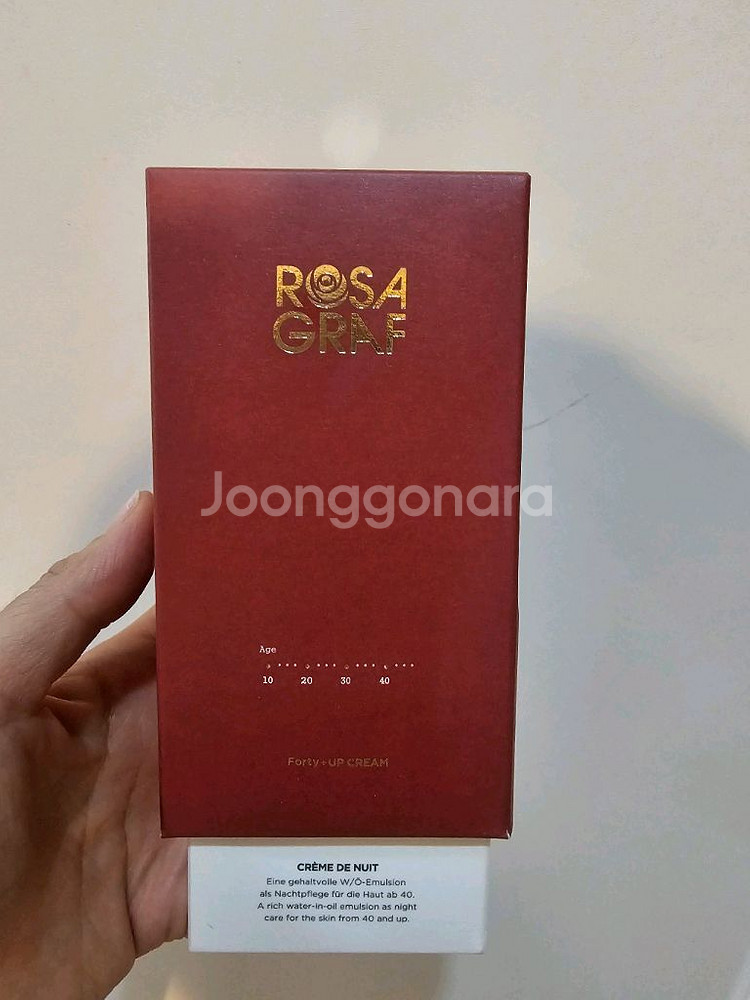 ROSA
GRAF
Joonggonara
Age
10 20 30 40
Forty+UP CREAM
CRÈME DE NUIT
Eine gehaltvolle W/Ö-Emulsion
als Nachtpflege für die Haut ab 40.
A rich water-in-oil emulsion as night
care for the skin from 40 and up.